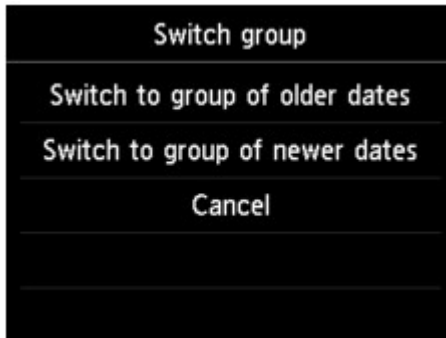 Switch group
Switch to group of older dates
Switch to group of newer dates
Cancel